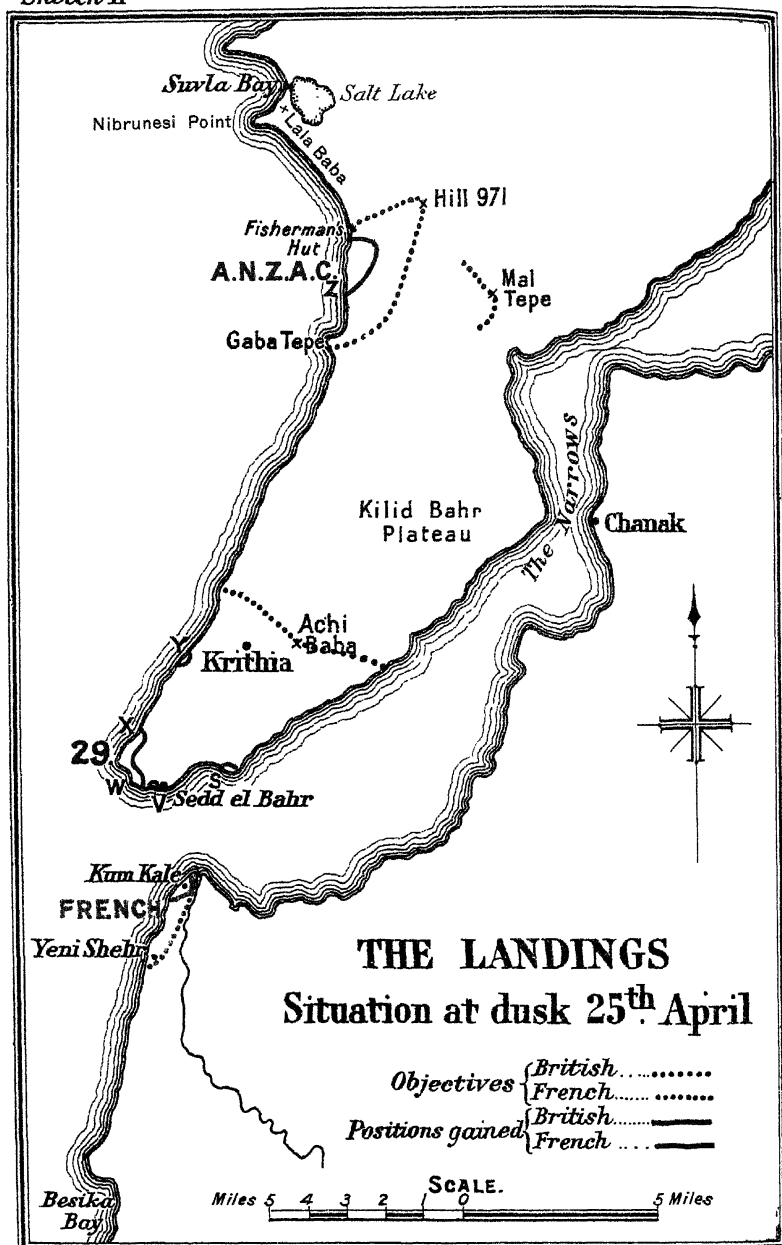 Suvla Bay
Salt Lake
Nibrunesi Point
Lala Baba
Hill 971
Fisherman's
Hut
A.N.Z.A.C.
Z
Mal
Tepe
Gaba Tepe
Kilid Bahr
Plateau
The Narrows
Chanak
Achi
Baba
Y
Krithia
X
29
W
V
S
Sedd el Bahr
Kum Kale
FRENCH
Yeni Shehr
THE LANDINGS
Situation at dusk 25th April
Objectives { British
French
Positions gained { British
French
SCALE.
Miles 5 4 3 2 1 0 5 Miles
Besika
Bay